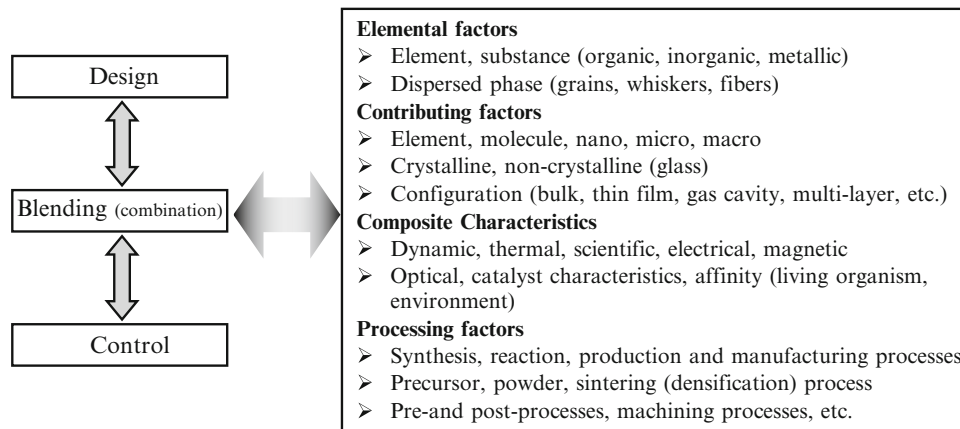 Design
Blending (combination)
Control
Elemental factors
➢ Element, substance (organic, inorganic, metallic)
➢ Dispersed phase (grains, whiskers, fibers)
Contributing factors
➢ Element, molecule, nano, micro, macro
➢ Crystalline, non-crystalline (glass)
➢ Configuration (bulk, thin film, gas cavity, multi-layer, etc.)
Composite Characteristics
➢ Dynamic, thermal, scientific, electrical, magnetic
➢ Optical, catalyst characteristics, affinity (living organism,
environment)
Processing factors
➢ Synthesis, reaction, production and manufacturing processes
➢ Precursor, powder, sintering (densification) process
➢ Pre-and post-processes, machining processes, etc.